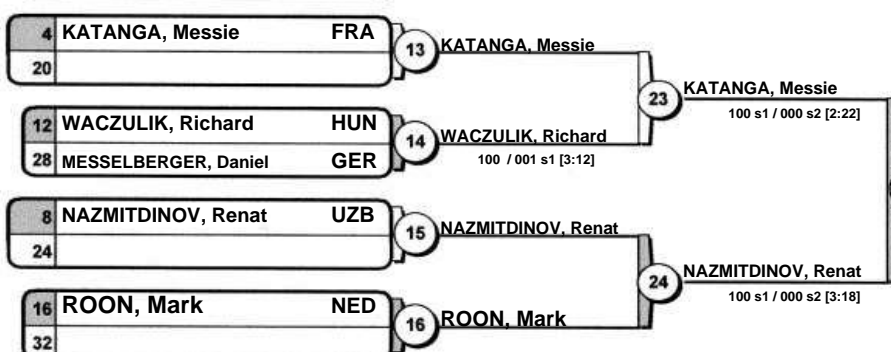 4 KATANGA, Messie FRA
20
13 KATANGA, Messie
12 WACZULIK, Richard HUN
28 MESSELBERGER, Daniel GER
14 WACZULIK, Richard
100 / 001 s1 [3:12]
23 KATANGA, Messie
100 s1 / 000 s2 [2:22]
8 NAZMITDINOV, Renat UZB
24
15 NAZMITDINOV, Renat
16 ROON, Mark NED
32
16 ROON, Mark
24 NAZMITDINOV, Renat
100 s1 / 000 s2 [3:18]